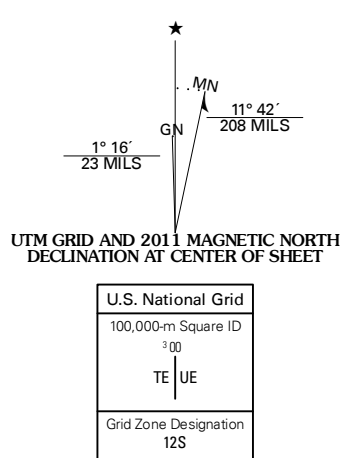 ★
MN
11° 42´
208 MILS
GN
1° 16´
23 MILS
UTM GRID AND 2011 MAGNETIC NORTH
DECLINATION AT CENTER OF SHEET
U.S. National Grid
100,000-m Square ID
³00
TE UE
Grid Zone Designation
12S